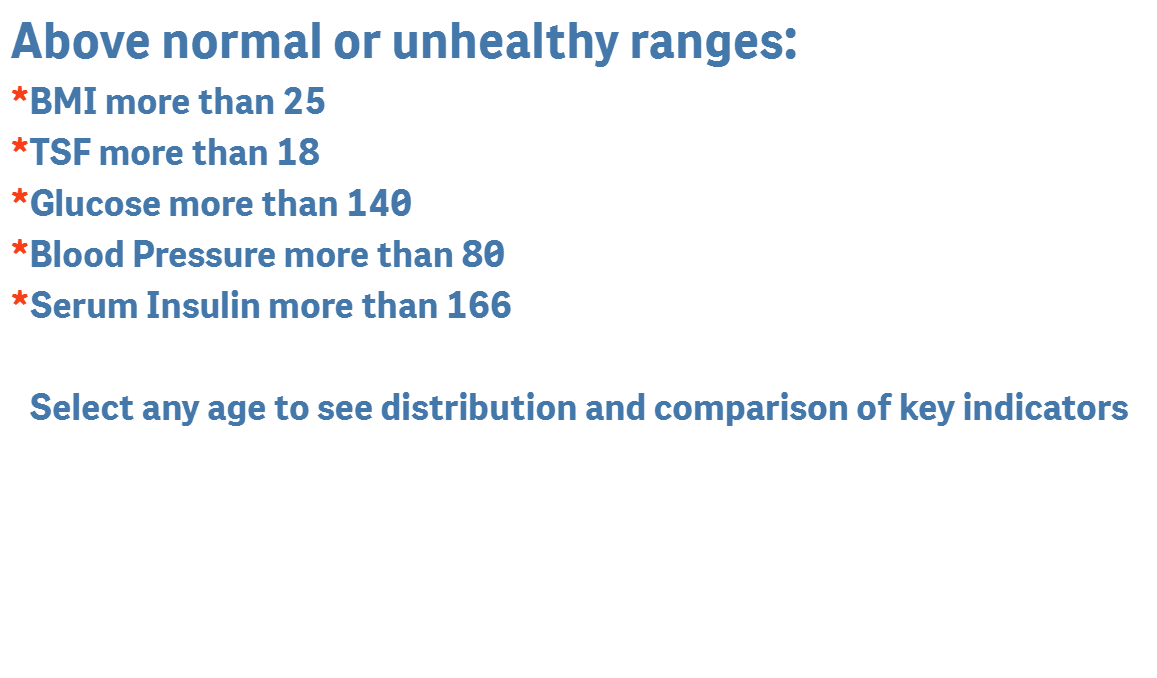 Above normal or unhealthy ranges:
*BMI more than 25
*TSF more than 18
*Glucose more than 140
*Blood Pressure more than 80
*Serum Insulin more than 166
Select any age to see distribution and comparison of key indicators